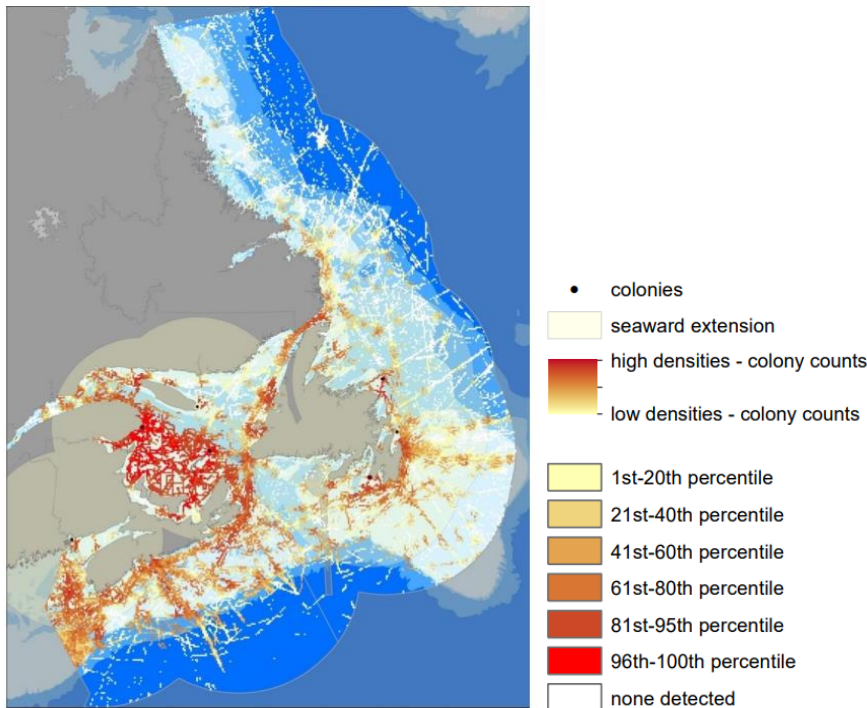 colonies
seaward extension
high densities - colony counts
low densities - colony counts
1st-20th percentile
21st-40th percentile
41st-60th percentile
61st-80th percentile
81st-95th percentile
96th-100th percentile
none detected